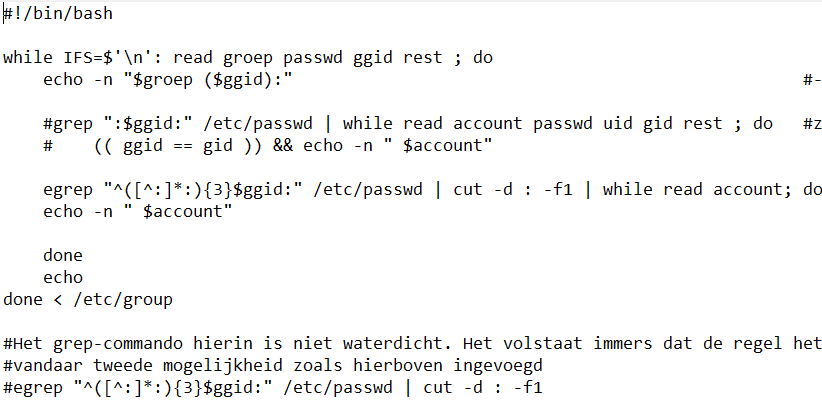 #!/bin/bash
while IFS=$'\n': read groep passwd ggid rest ; do
    echo -n "$groep ($ggid):" #-
    #grep ":$ggid:" /etc/passwd | while read account passwd uid gid rest ; do #z
    #    (( ggid == gid )) && echo -n " $account"
    egrep "^([^:]*:){3}$ggid:" /etc/passwd | cut -d : -f1 | while read account; do
    echo -n " $account"
    done
    echo
done < /etc/group
#Het grep-commando hierin is niet waterdicht. Het volstaat immers dat de regel het
#vandaar tweede mogelijkheid zoals hierboven ingevoegd
#egrep "^([^:]*:){3}$ggid:" /etc/passwd | cut -d : -f1